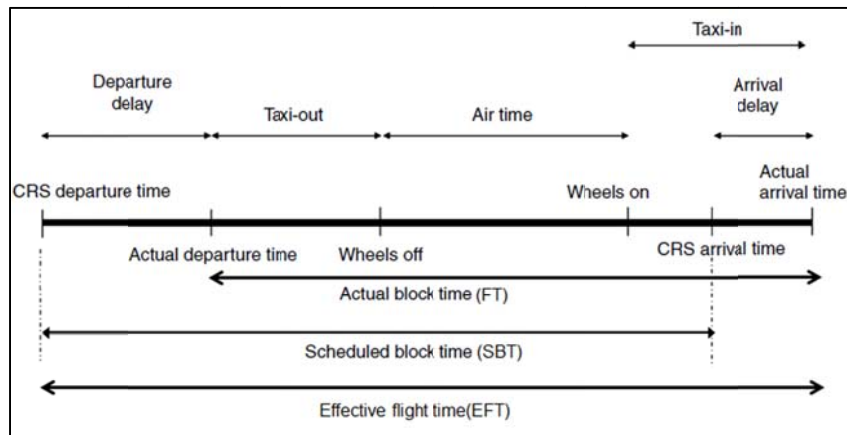 Taxi-in
Departure
delay
Taxi-out
Air time
Arrival
delay
CRS departure time
Wheels on
Actual
arrival time
Actual departure time
Wheels off
CRS arrival time
Actual block time (FT)
Scheduled block time (SBT)
Effective flight time(EFT)